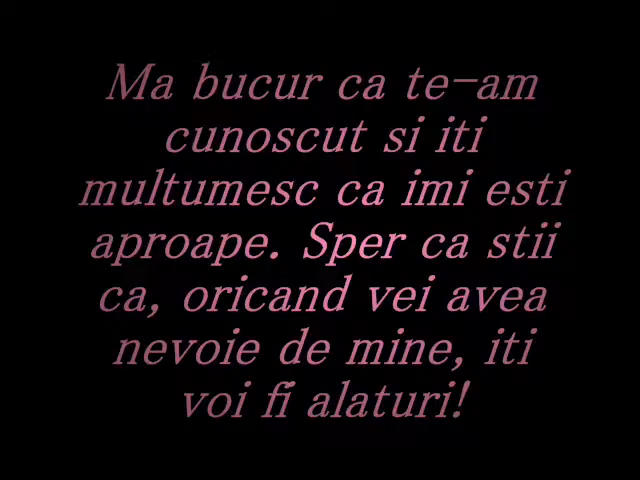 Ma bucur ca te-am
cunoscut si iti
multumesc ca imi esti
aproape. Sper ca stii
ca, oricand vei avea
nevoie de mine, iti
voi fi alaturi!